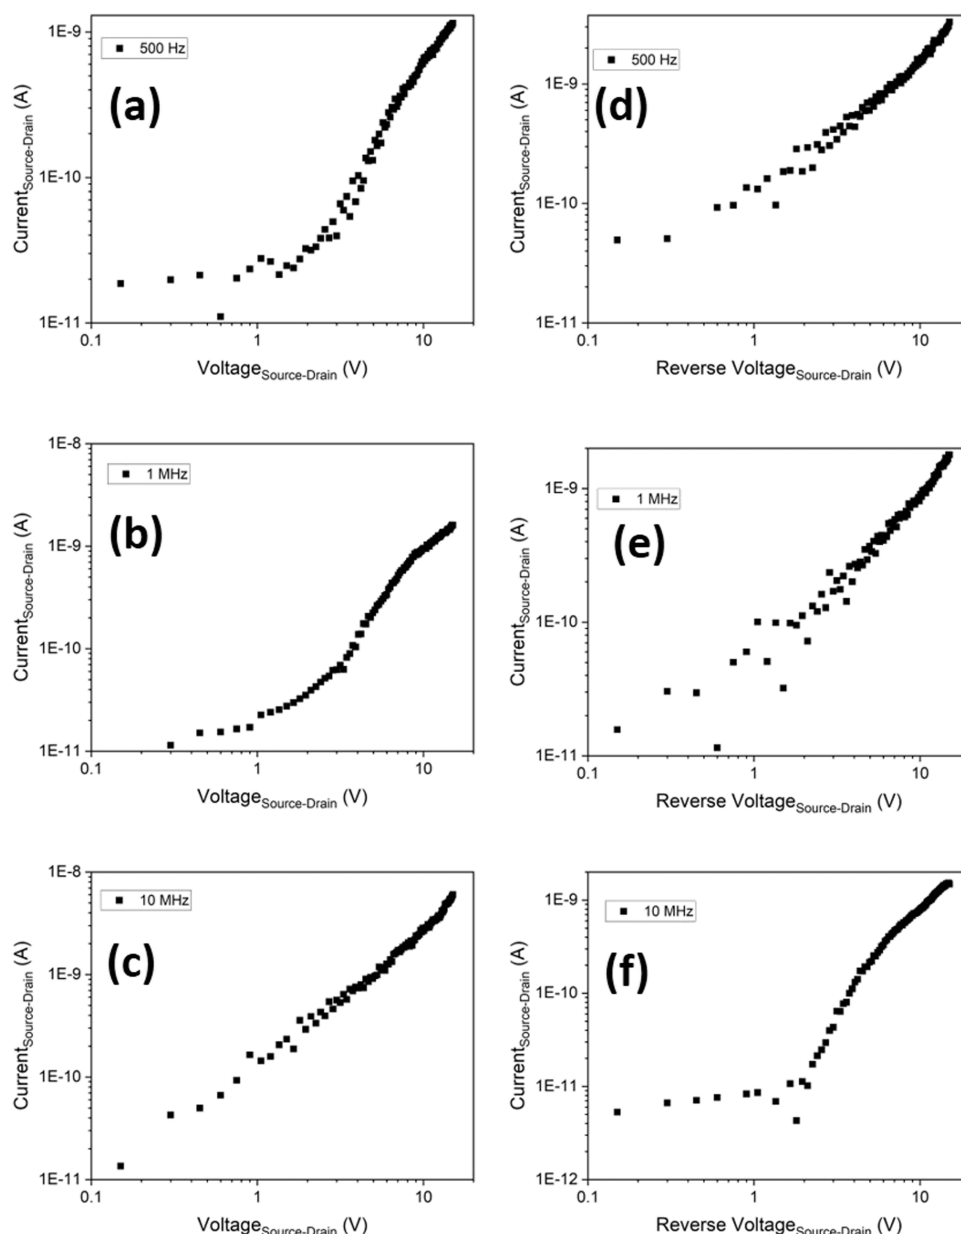 1E-9
500 Hz
(a)
1E-10
1E-11
0.1
1
10
Current Source-Drain (A)
Voltage Source-Drain (V)
500 Hz
(d)
1E-9
1E-10
1E-11
0.1
1
10
Current Source-Drain (A)
Reverse Voltage Source-Drain (V)
1E-8
1 MHz
(b)
1E-9
1E-10
1E-11
0.1
1
10
Current Source-Drain (A)
Voltage Source-Drain (V)
1E-9
1 MHz
(e)
1E-10
1E-11
0.1
1
10
Current Source-Drain (A)
Reverse Voltage Source-Drain (V)
1E-8
10 MHz
(c)
1E-9
1E-10
1E-11
0.1
1
10
Current Source-Drain (A)
Voltage Source-Drain (V)
1E-9
10 MHz
(f)
1E-10
1E-11
1E-12
0.1
1
10
Current Source-Drain (A)
Reverse Voltage Source-Drain (V)